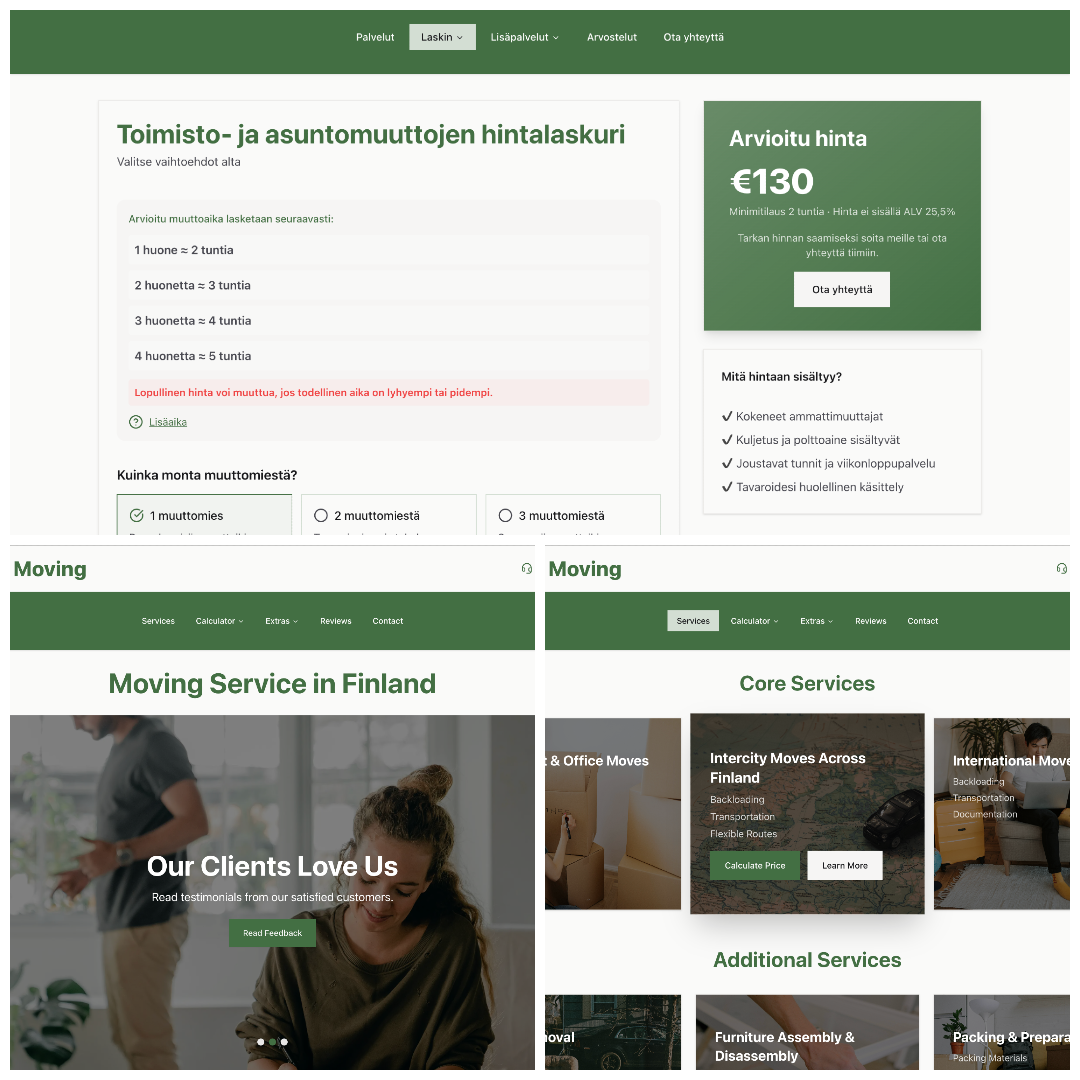 Palvelut
Laskin
Lisäpalvelut
Arvostelut
Ota yhteyttä
Toimisto- ja asuntomuuttojen hintalaskuri
Valitse vaihtoehdot alta
Arvioitu muuttoaika lasketaan seuraavasti:
1 huone ≈ 2 tuntia
2 huonetta ≈ 3 tuntia
3 huonetta ≈ 4 tuntia
4 huonetta ≈ 5 tuntia
Lopullinen hinta voi muuttua, jos todellinen aika on lyhyempi tai pidempi.
Lisäaika
Kuinka monta muuttomiestä?
1 muuttomies
2 muuttomiestä
3 muuttomiestä
Arvioitu hinta
€130
Minimitilaus 2 tuntia · Hinta ei sisällä ALV 25,5%
Tarkan hinnan saamiseksi soita meille tai ota
yhteyttä tiimiin.
Ota yhteyttä
Mitä hintaan sisältyy?
✔ Kokeneet ammattimuuttajat
✔ Kuljetus ja polttoaine sisältyvät
✔ Joustavat tunnit ja viikonloppupalvelu
✔ Tavaroidesi huolellinen käsittely
Moving
Services
Calculator
Extras
Reviews
Contact
Moving Service in Finland
Our Clients Love Us
Read testimonials from our satisfied customers.
Read Feedback
Moving
Services
Calculator
Extras
Reviews
Contact
Core Services
& Office Moves
Intercity Moves Across
Finland
Backloading
Transportation
Flexible Routes
Calculate Price
Learn More
International Move
Backloading
Transportation
Documentation
Additional Services
oval
Furniture Assembly &
Disassembly
Packing & Prepara
Packing Materials